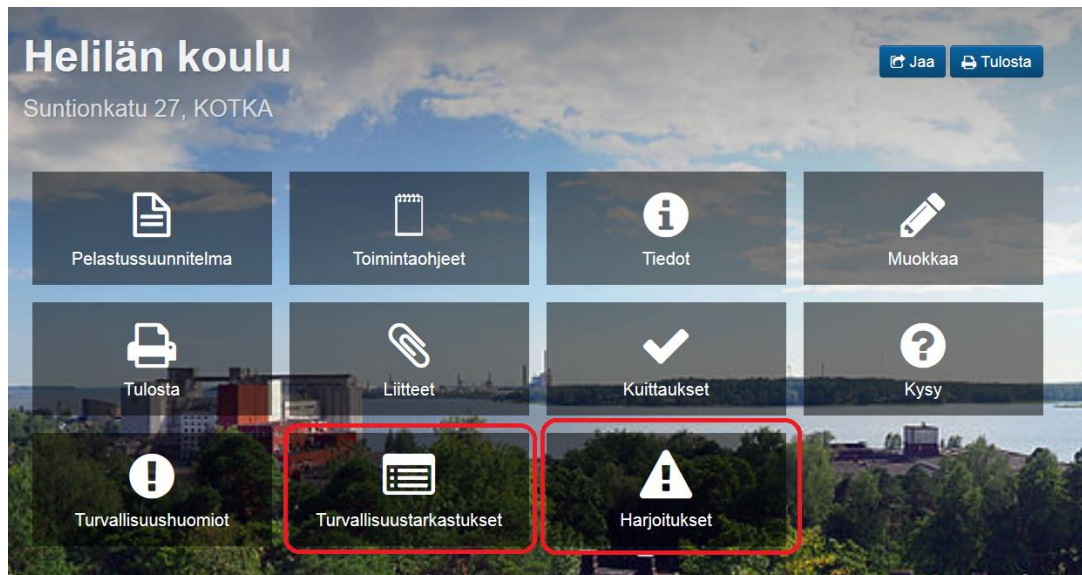 Helilän koulu
Jaa
Tulosta
Suntionkatu 27, KOTKA
Pelastussuunnitelma
Toimintaohjeet
Tiedot
Muokkaa
Tulosta
Liitteet
Kuittaukset
Kysy
Turvallisuushuomiot
Turvallisuustarkastukset
Harjoitukset